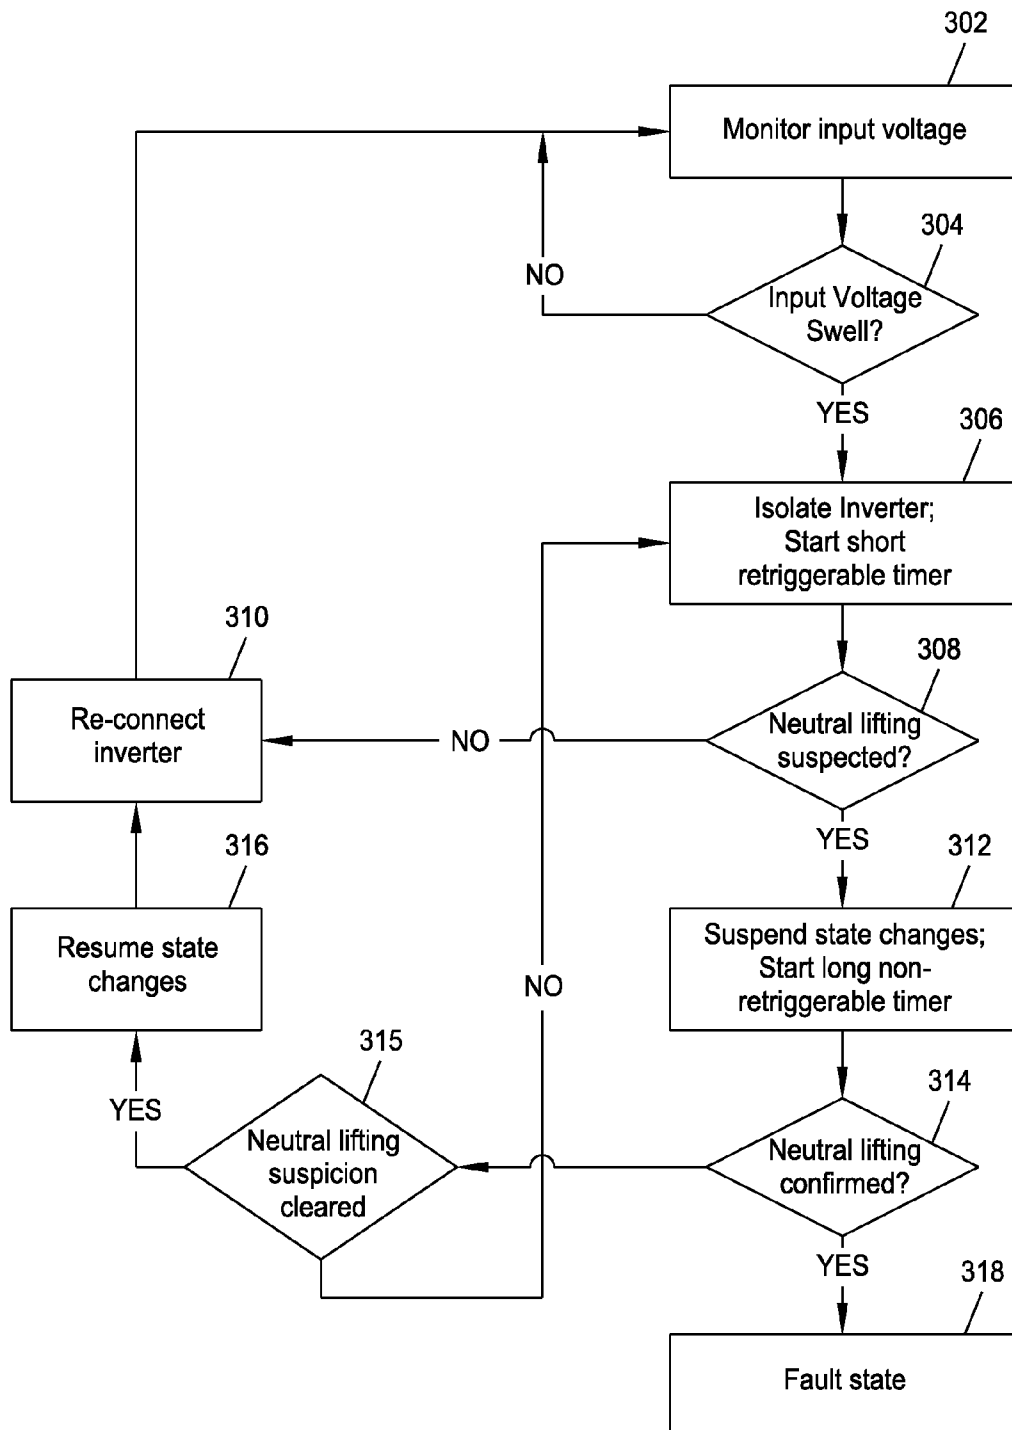 302
Monitor input voltage
304
Input Voltage
Swell?
NO
YES
306
Isolate Inverter;
Start short
retriggerable timer
310
Re-connect
inverter
308
Neutral lifting
suspected?
NO
YES
316
Resume state
changes
312
Suspend state changes;
Start long non-
retriggerable timer
NO
315
Neutral lifting
suspicion
cleared
YES
314
Neutral lifting
confirmed?
YES
318
Fault state